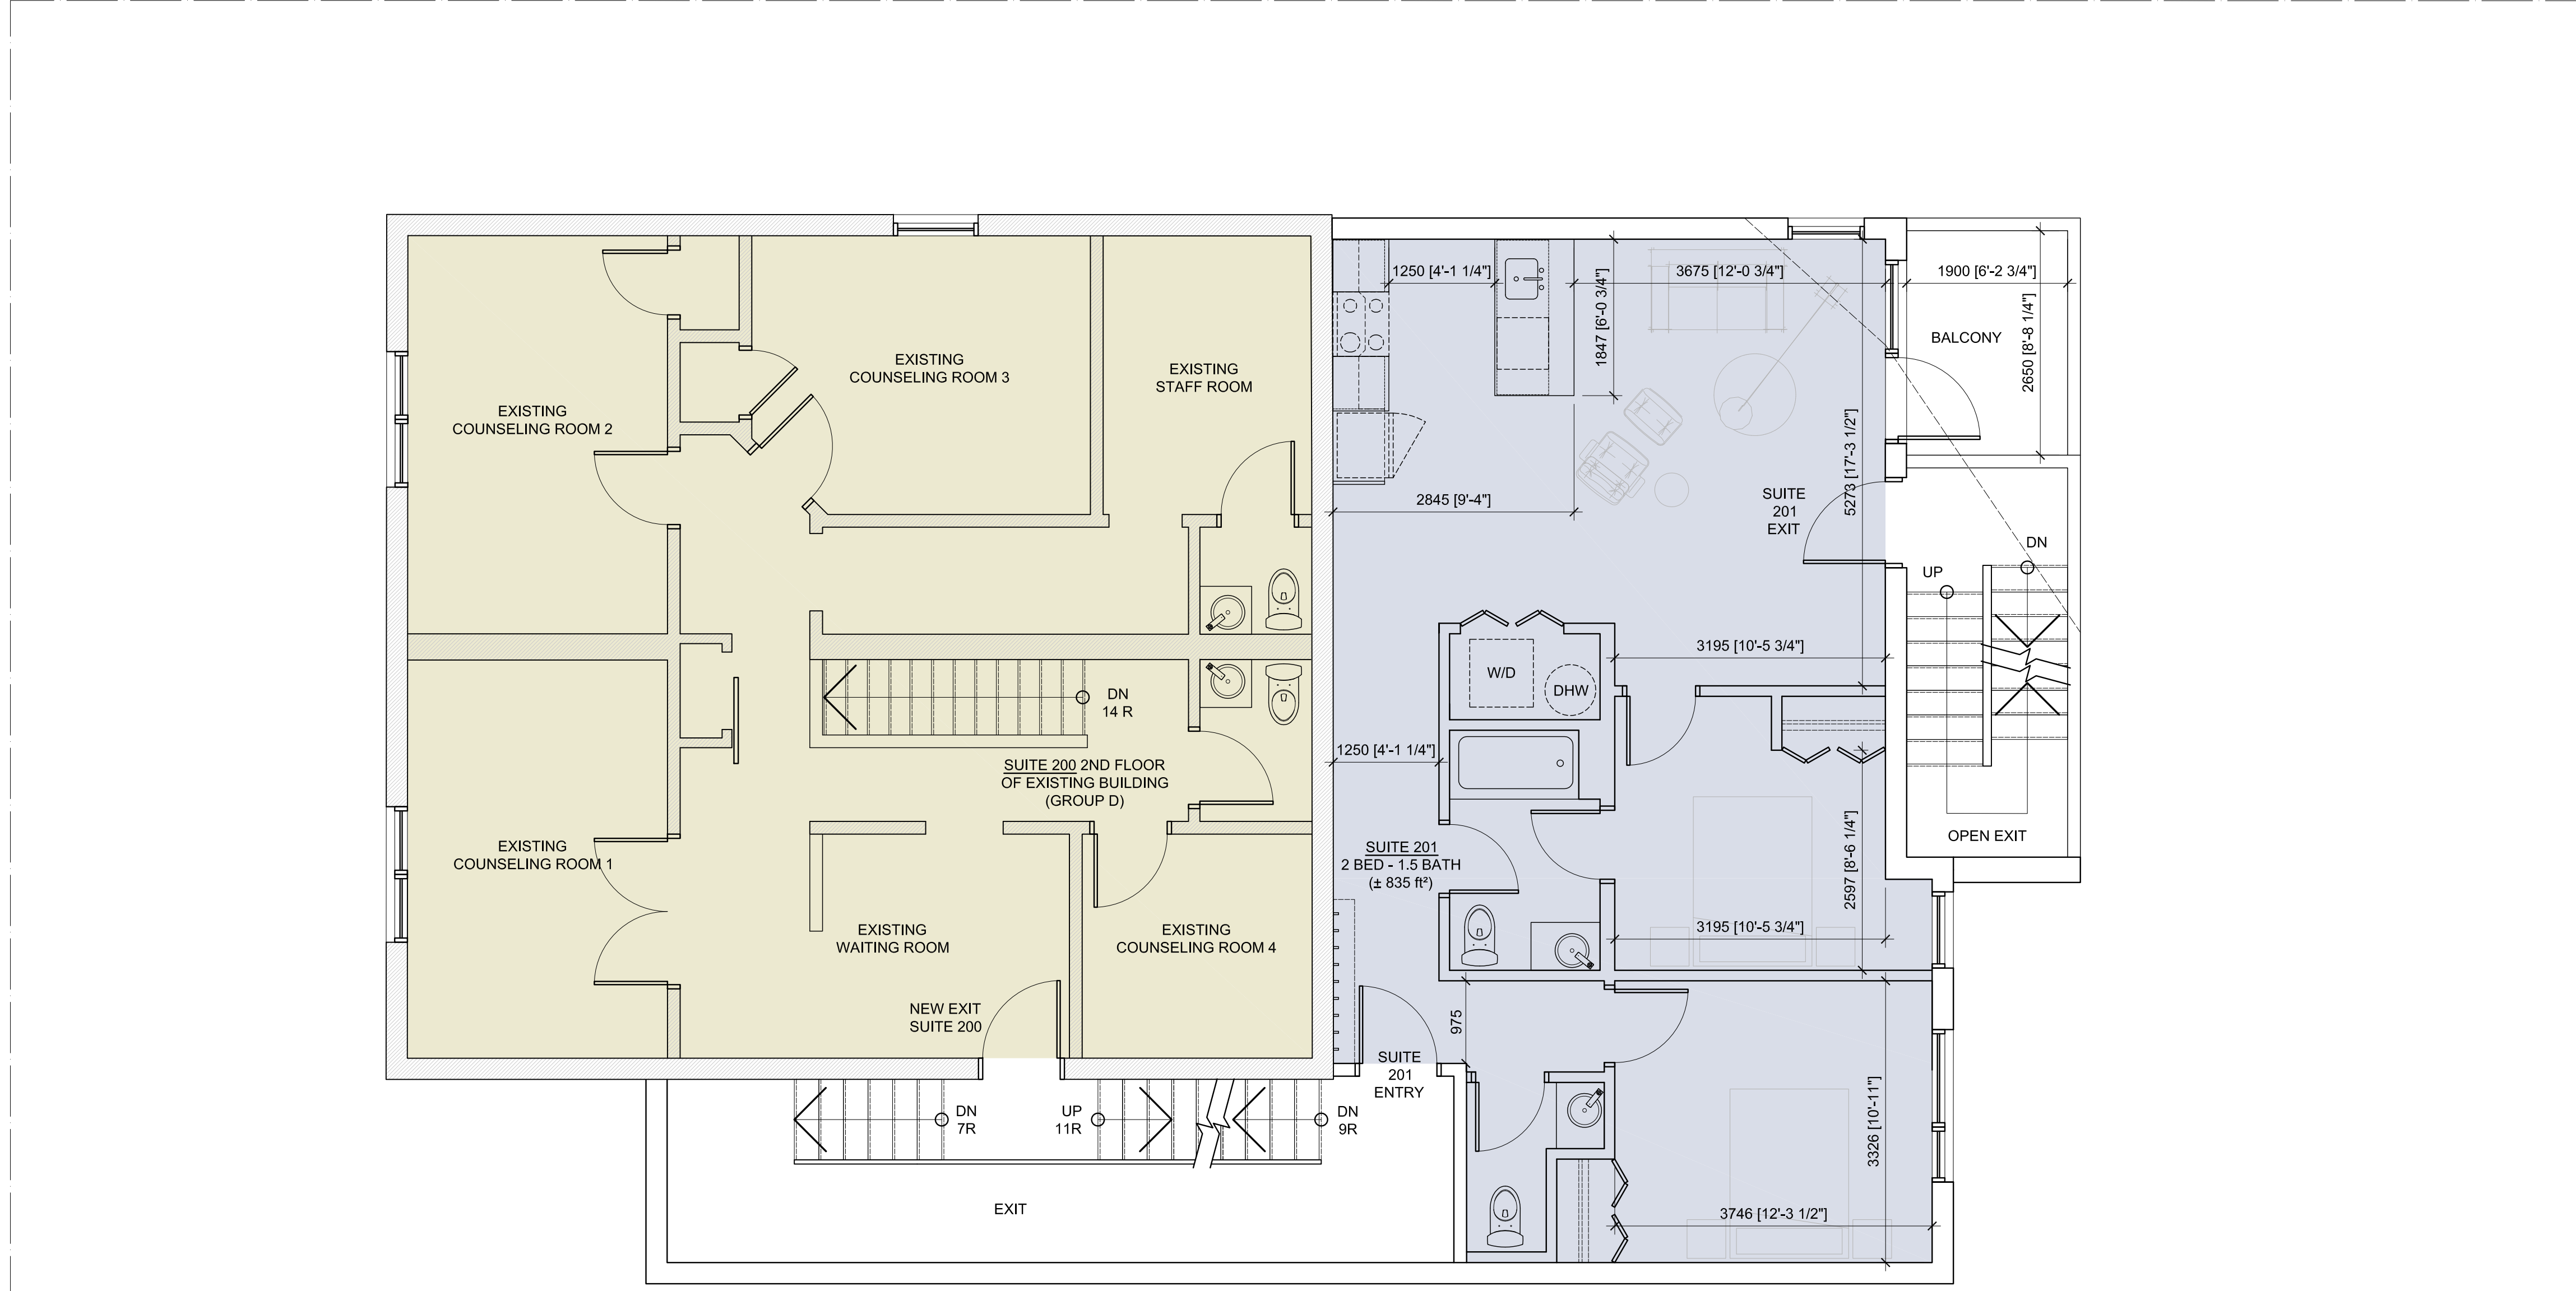 EXISTING
COUNSELING ROOM 2
EXISTING
COUNSELING ROOM 3
EXISTING
STAFF ROOM
1250 [4'-1 1/4"]
1847 [6'-0 3/4"]
3675 [12'-0 3/4"]
1900 [6'-2 3/4"]
2650 [8'-8 1/4"]
BALCONY
2845 [9'-4"]
5273 [17'-3 1/2"]
SUITE
201
EXIT
DN
UP
3195 [10'-5 3/4"]
W/D
DHW
DN
14 R
SUITE 200 2ND FLOOR
OF EXISTING BUILDING
(GROUP D)
1250 [4'-1 1/4"]
EXISTING
COUNSELING ROOM 1
SUITE 201
2 BED - 1.5 BATH
(± 835 ft²)
2597 [8'-6 1/4"]
OPEN EXIT
EXISTING
WAITING ROOM
EXISTING
COUNSELING ROOM 4
3195 [10'-5 3/4"]
NEW EXIT
SUITE 200
975
SUITE
201
ENTRY
DN
7R
UP
11R
DN
9R
3326 [10'-11"]
EXIT
3746 [12'-3 1/2"]